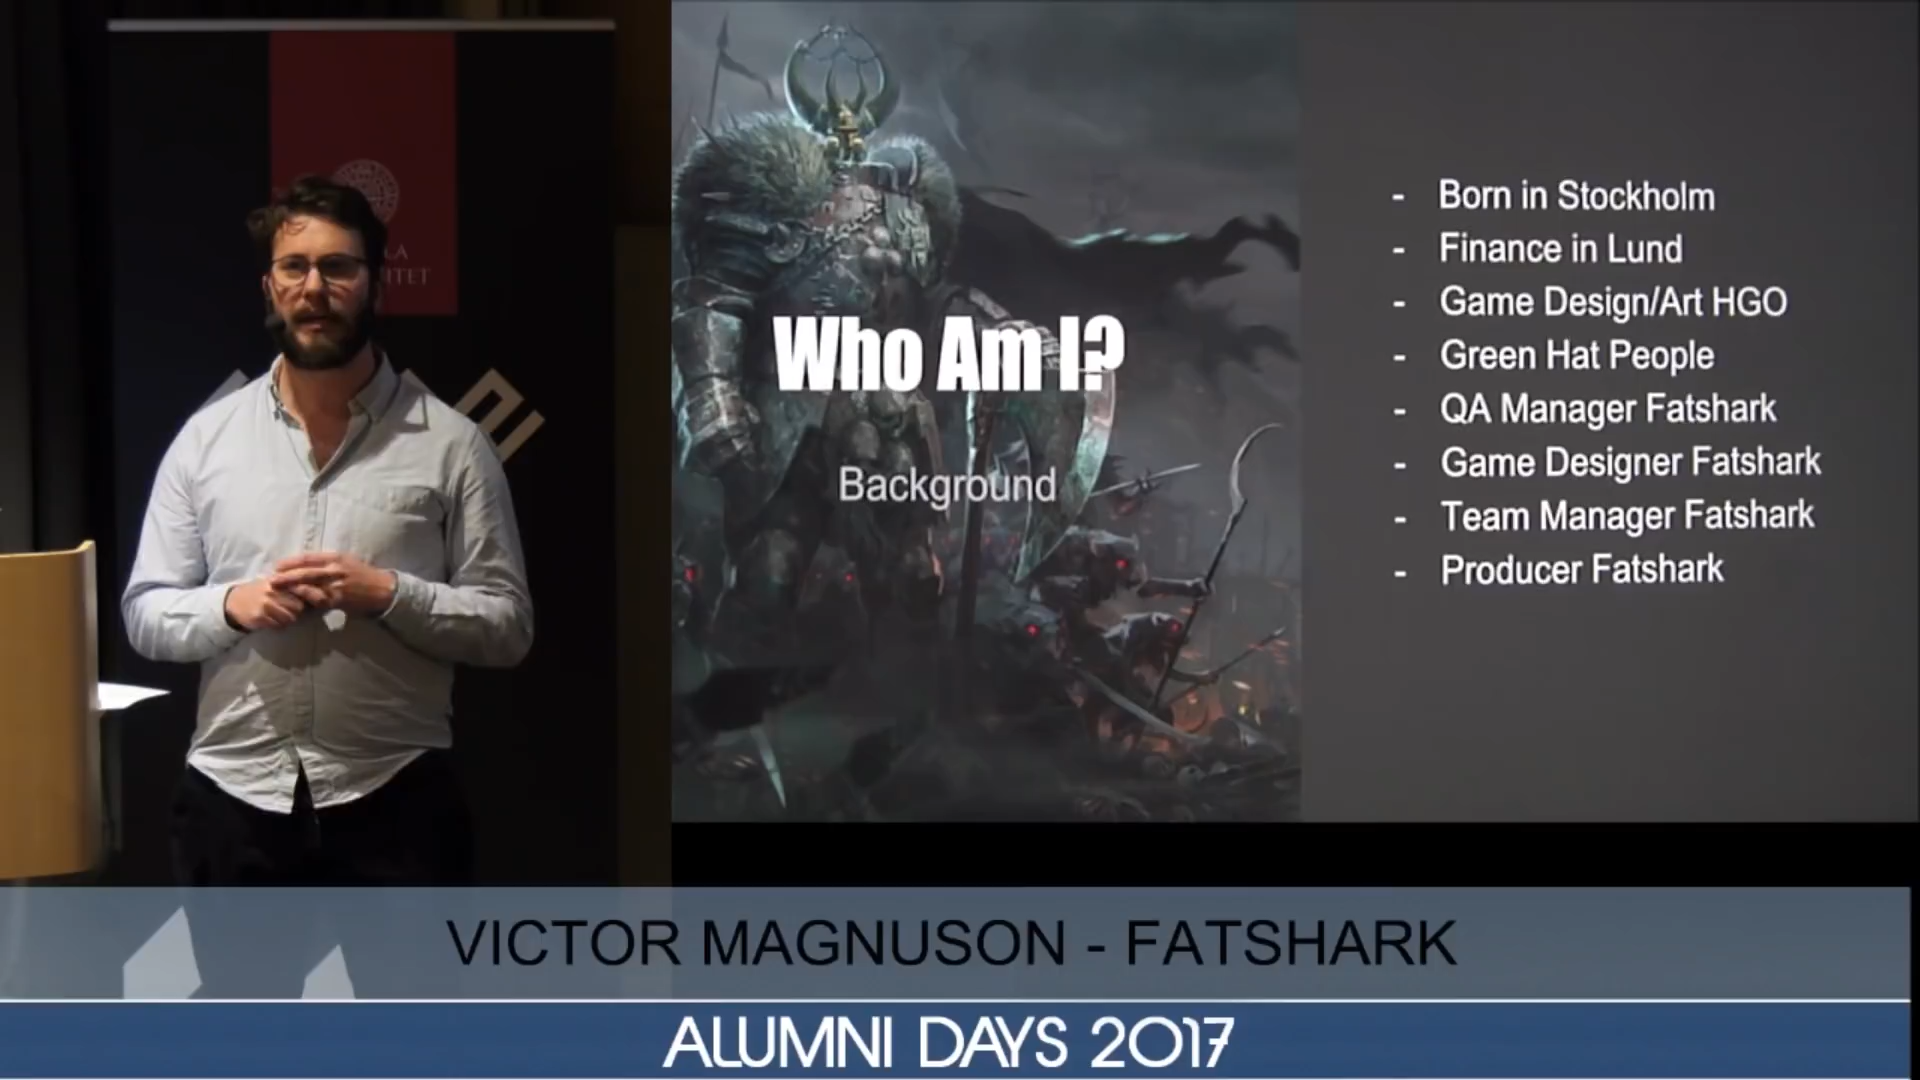 Who Am I?
Background
- Born in Stockholm
- Finance in Lund
- Game Design/Art HGO
- Green Hat People
- QA Manager Fatshark
- Game Designer Fatshark
- Team Manager Fatshark
- Producer Fatshark
VICTOR MAGNUSON - FATSHARK
ALUMNI DAYS 2017